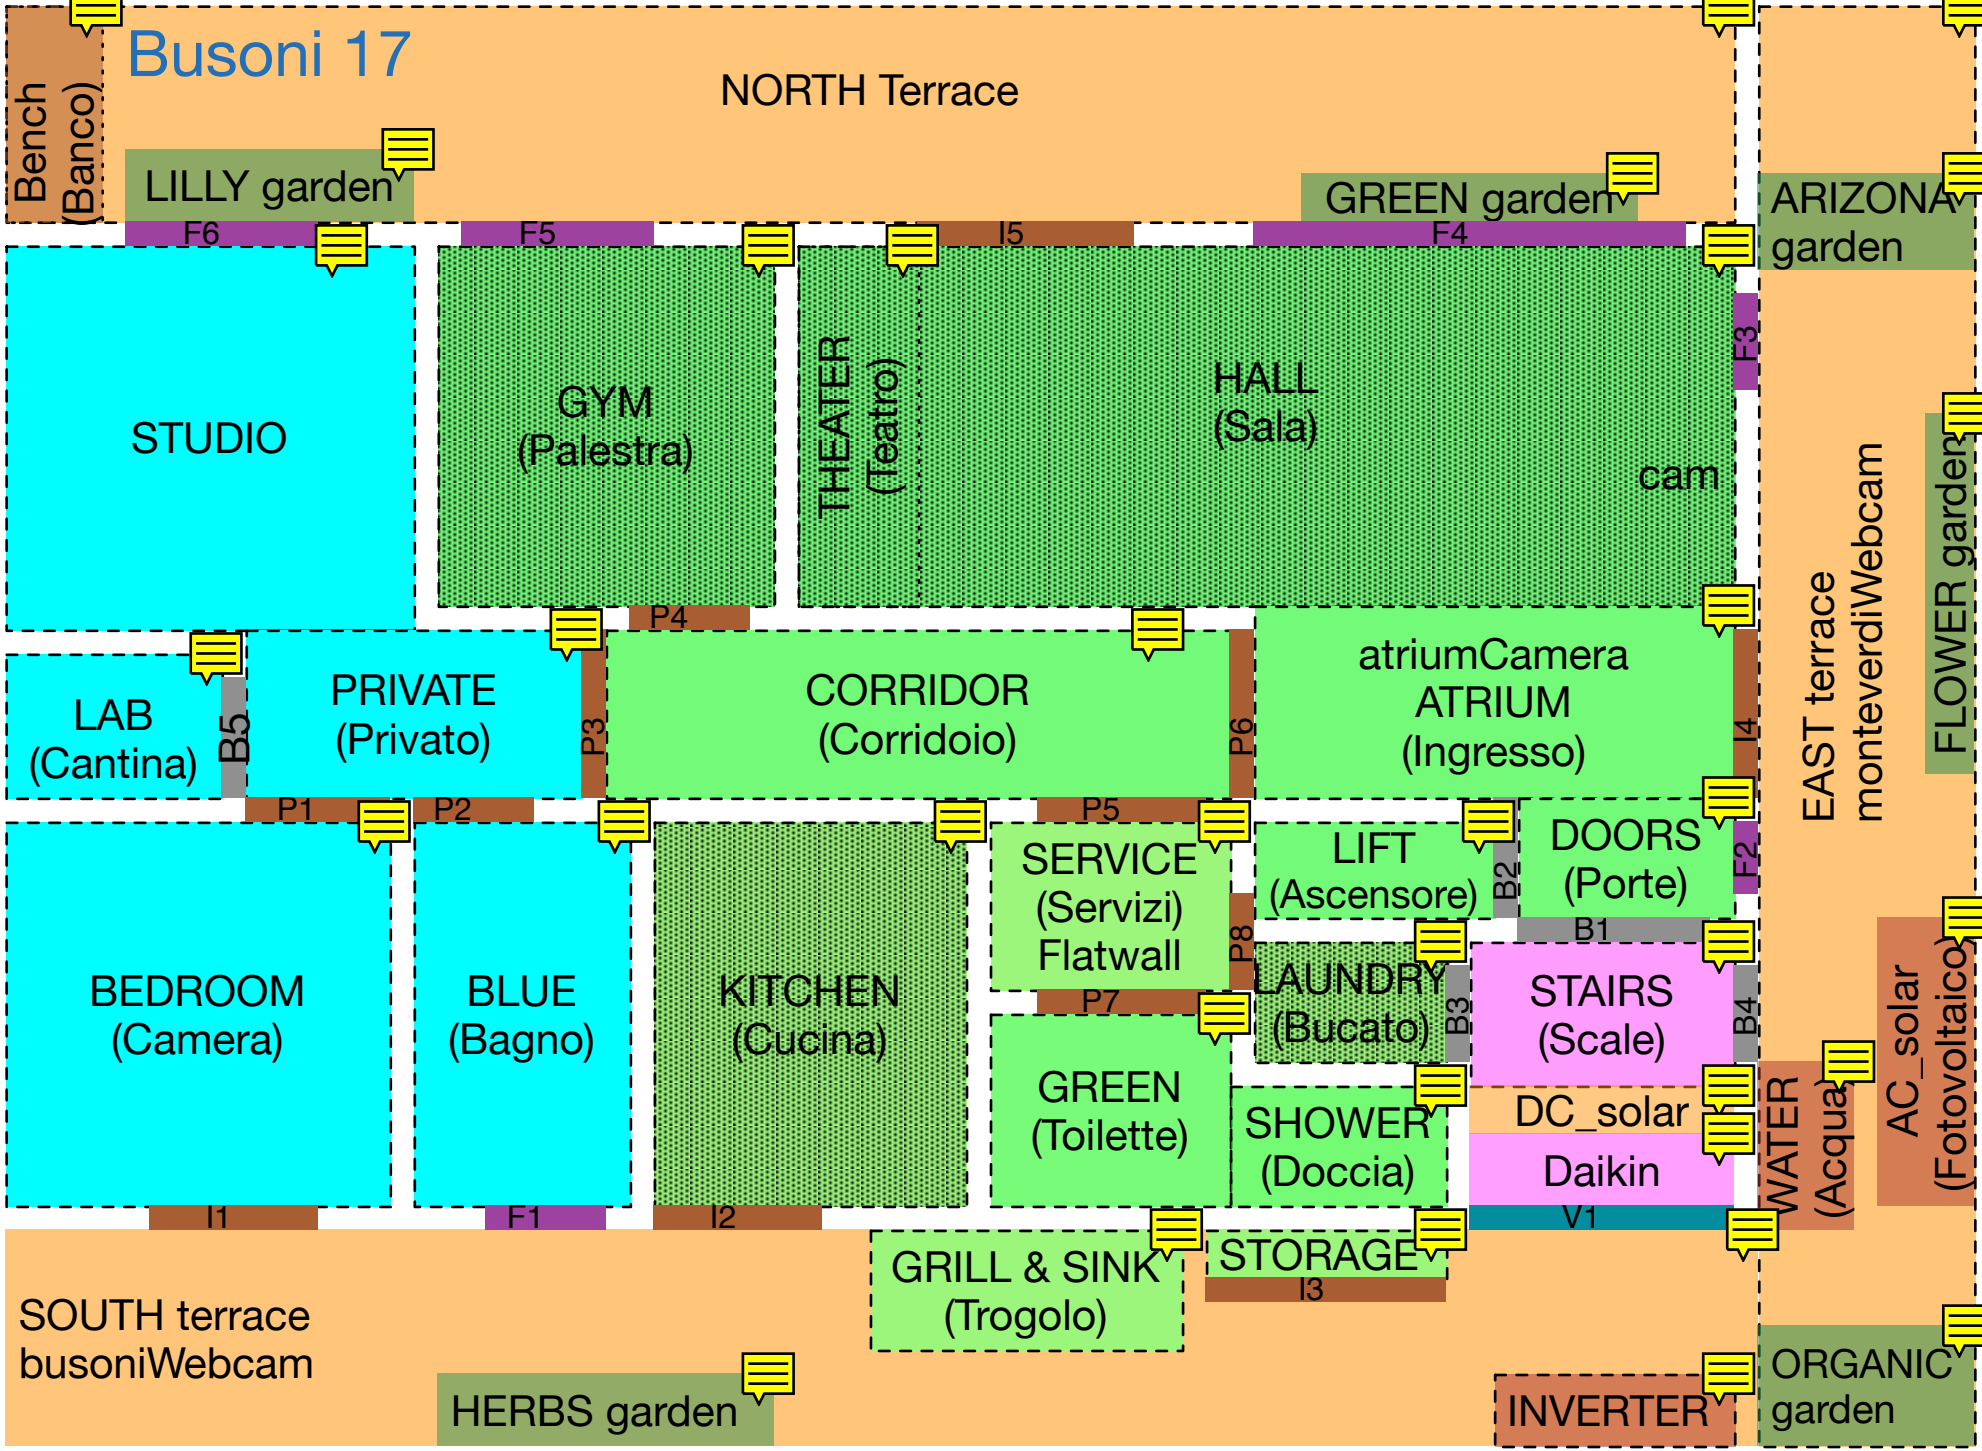 Busoni 17
Bench
(Banco)
NORTH Terrace
LILLY garden
GREEN garden
ARIZONA
garden
F6
F5
I5
F4
STUDIO
GYM
(Palestra)
THEATER
(Teatro)
HALL
(Sala)
cam
F3
P4
LAB
(Cantina)
B5
PRIVATE
(Privato)
P3
CORRIDOR
(Corridoio)
P6
atriumCamera
ATRIUM
(Ingresso)
I4
EAST terrace
monteverdiWebcam
FLOWER garden
P1
P2
P5
BEDROOM
(Camera)
BLUE
(Bagno)
KITCHEN
(Cucina)
SERVICE
(Servizi)
Flatwall
P8
LIFT
(Ascensore)
B2
DOORS
(Porte)
F2
B1
P7
LAUNDRY
(Bucato)
B3
STAIRS
(Scale)
B4
AC_solar
(Fotovoltaico)
GREEN
(Toilette)
SHOWER
(Doccia)
DC_solar
Daikin
WATER
(Acqua)
I1
F1
I2
V1
GRILL & SINK
(Trogolo)
STORAGE
I3
SOUTH terrace
busoniWebcam
HERBS garden
INVERTER
ORGANIC
garden